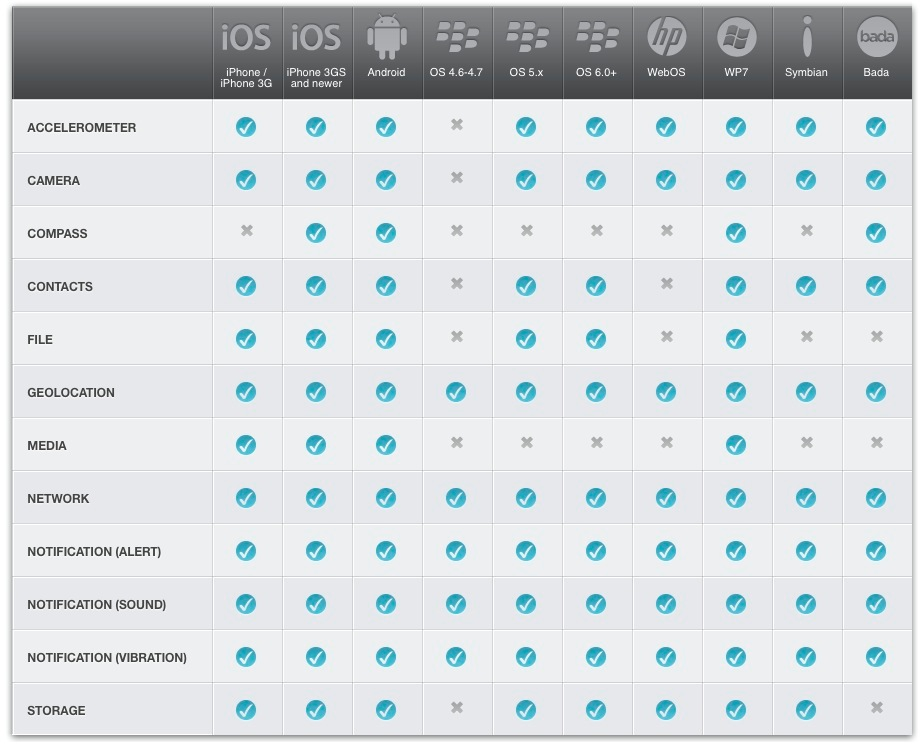 iOS iOS hp bada
iPhone / iPhone 3GS Android OS 4.6-4.7 OS 5.x OS 6.0+ WebOS WP7 Symbian Bada
iPhone 3G and newer
ACCELEROMETER
CAMERA
COMPASS
CONTACTS
FILE
GEOLOCATION
MEDIA
NETWORK
NOTIFICATION (ALERT)
NOTIFICATION (SOUND)
NOTIFICATION (VIBRATION)
STORAGE